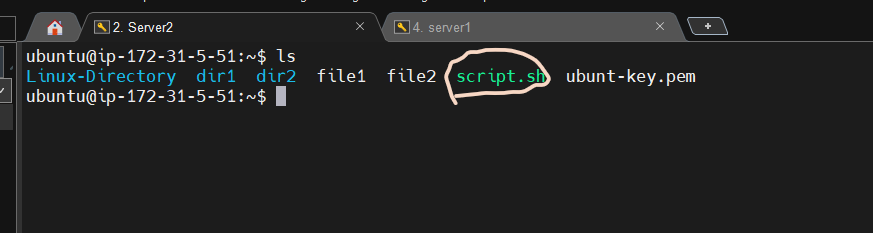 2. Server2
4. server1
ubuntu@ip-172-31-5-51:~$ ls
Linux-Directory dir1 dir2 file1 file2 script.sh ubunt-key.pem
ubuntu@ip-172-31-5-51:~$